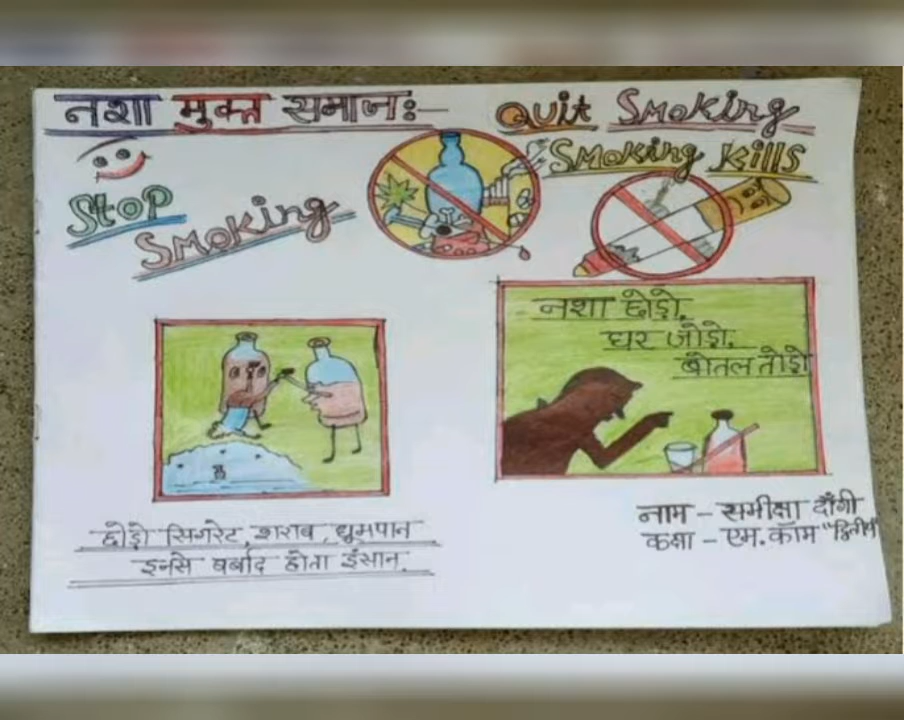 नशा मुक्त समाजः-
Quit Smoking
Smoking kills
Stop
Smoking
नशा छोड़ो,
घर जोड़ो,
बोतल तोड़ो
छोड़ो सिगरेट, शराब, धुम्रपान
इनसे बर्बाद होता इंसान.
नाम - समीक्षा दाँगी
कक्षा - एम. कॉम "द्वितीय"